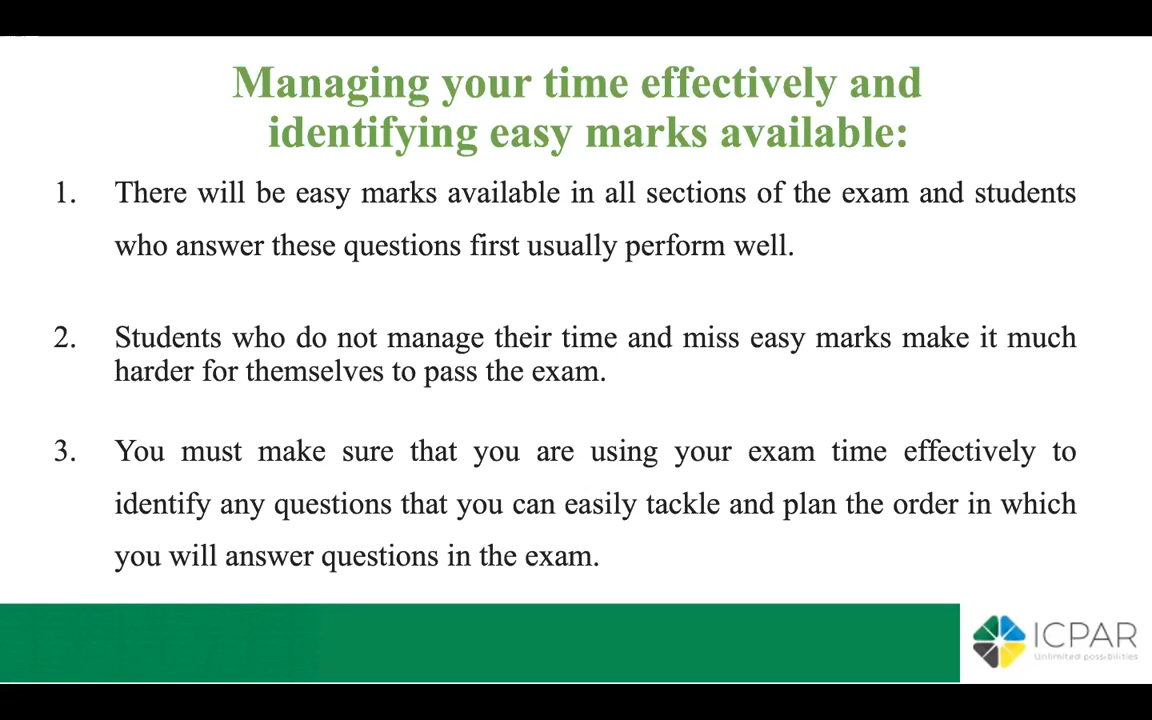 Managing your time effectively and
identifying easy marks available:
1. There will be easy marks available in all sections of the exam and students
who answer these questions first usually perform well.
2. Students who do not manage their time and miss easy marks make it much
harder for themselves to pass the exam.
3. You must make sure that you are using your exam time effectively to
identify any questions that you can easily tackle and plan the order in which
you will answer questions in the exam.
ICPAR
Unlimited possibilities